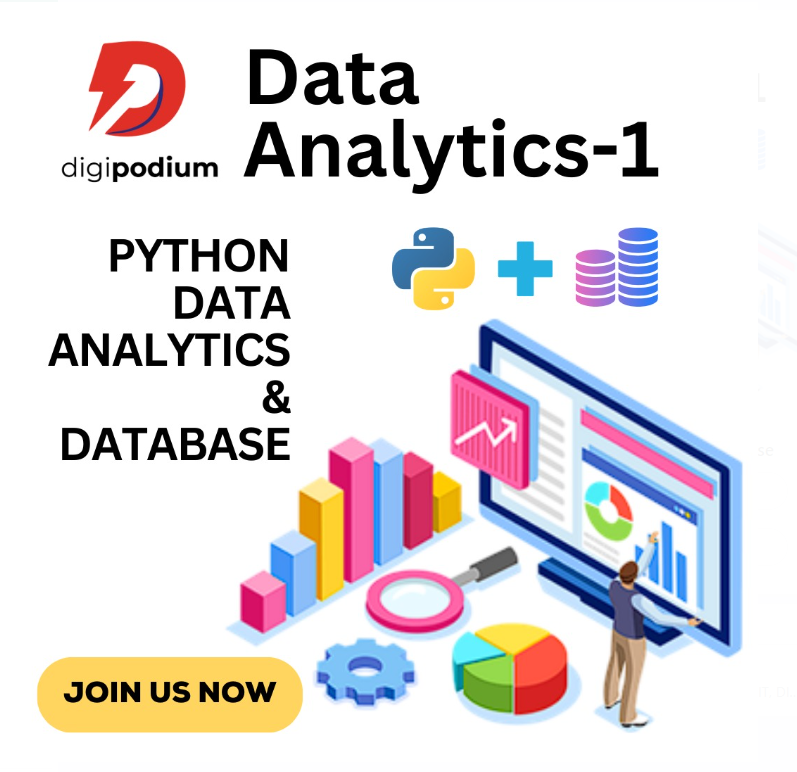 digipodium
Data
Analytics-1
PYTHON
DATA
ANALYTICS
&
DATABASE
JOIN US NOW